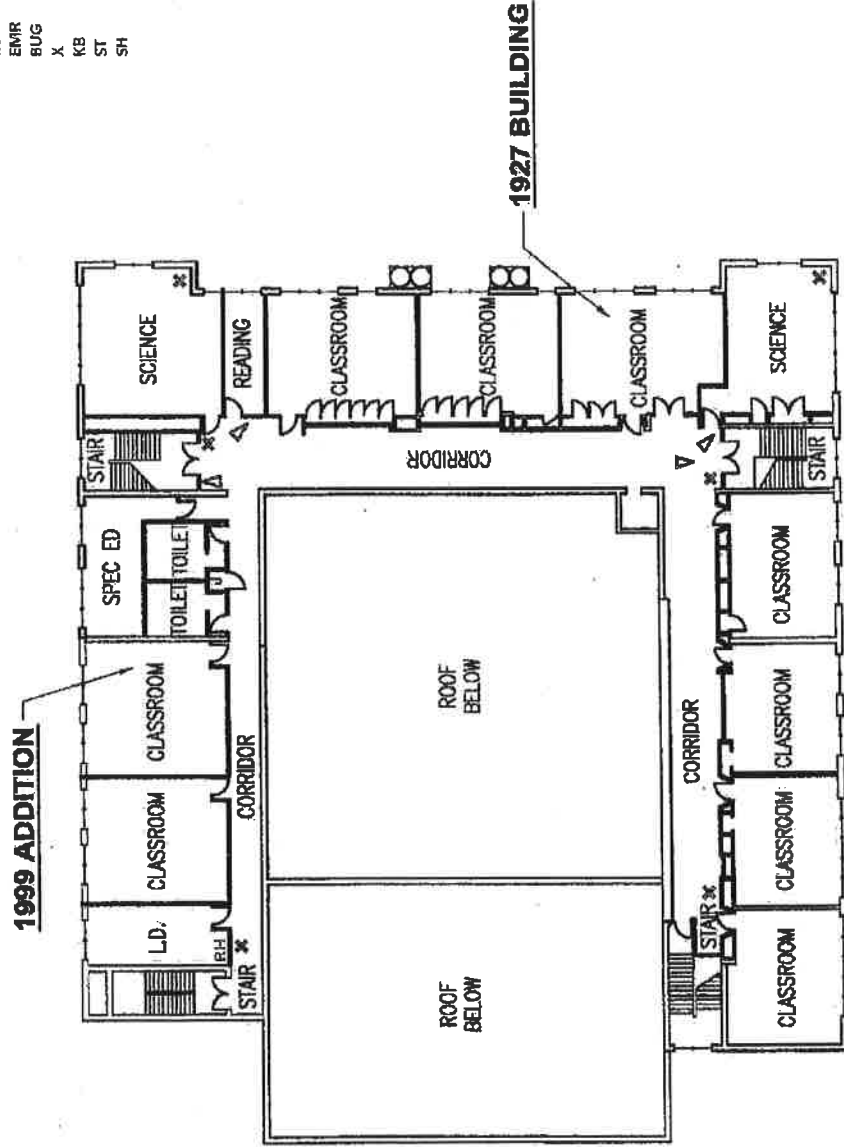 EMR
BUG
X
KB
ST
SH
1999 ADDITION
1927 BUILDING
STAIR
SCIENCE
SPEC ED
TOILET
TOILET
READING
CLASSROOM
CLASSROOM
L.D.
RH
STAIR
CORRIDOR
CORRIDOR
CLASSROOM
CLASSROOM
CLASSROOM
ROOF
BELOW
ROOF
BELOW
CORRIDOR
STAIR
STAIR
SCIENCE
CLASSROOM
CLASSROOM
CLASSROOM
CLASSROOM